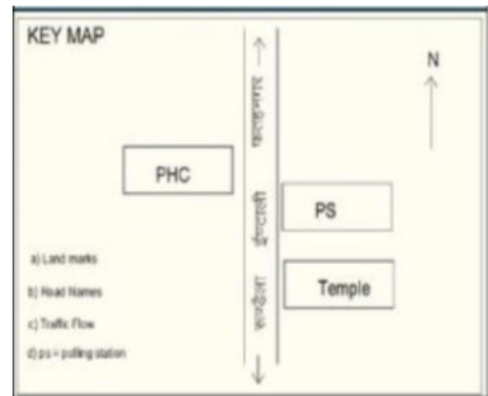 KEY MAP
N
PHC
PS
Temple
a) Land marks
b) Road Names
c) Traffic Flow
d) ps = polling station